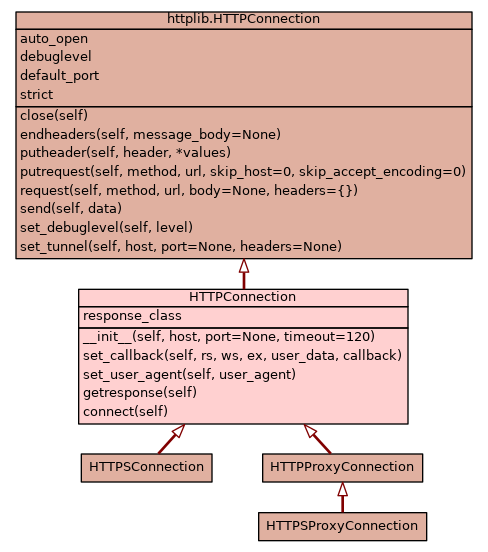 httplib.HTTPConnection
auto_open
debuglevel
default_port
strict
close(self)
endheaders(self, message_body=None)
putheader(self, header, *values)
putrequest(self, method, url, skip_host=0, skip_accept_encoding=0)
request(self, method, url, body=None, headers={})
send(self, data)
set_debuglevel(self, level)
set_tunnel(self, host, port=None, headers=None)
HTTPConnection
response_class
__init__(self, host, port=None, timeout=120)
set_callback(self, rs, ws, ex, user_data, callback)
set_user_agent(self, user_agent)
getresponse(self)
connect(self)
HTTPSConnection
HTTPProxyConnection
HTTPSProxyConnection